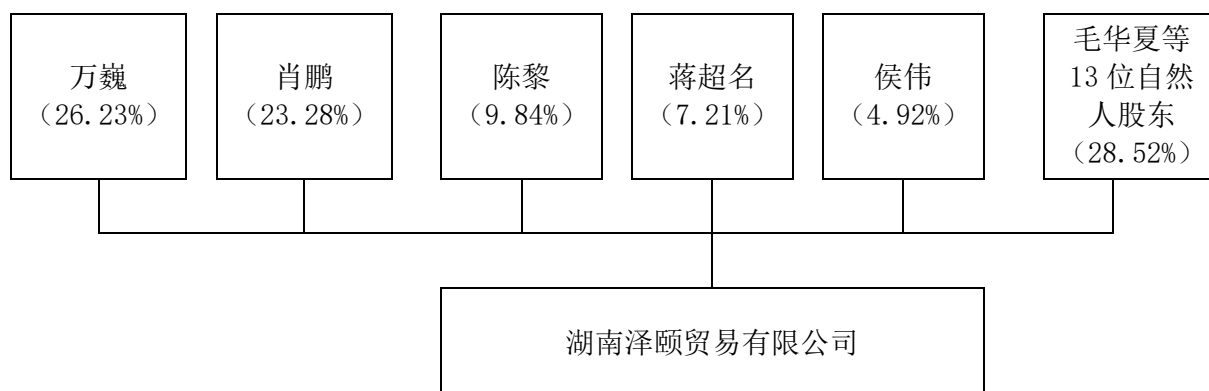 万巍
（26.23%）
肖鹏
（23.28%）
陈黎
（9.84%）
蒋超名
（7.21%）
侯伟
（4.92%）
毛华夏等
13 位自然
人股东
（28.52%）
湖南泽颐贸易有限公司